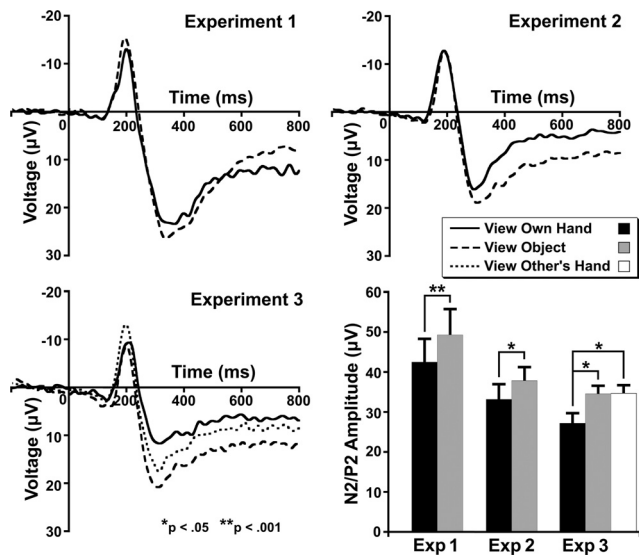 Experiment 1
-20
-10
Voltage (µV)
Time (ms)
0
200
400
600
800
10
20
30
Experiment 2
-20
-10
Voltage (µV)
Time (ms)
0
200
400
600
800
10
20
30
View Own Hand
View Object
View Other's Hand
Experiment 3
-20
-10
Voltage (µV)
Time (ms)
0
200
400
600
800
10
20
30
*p < .05 **p < .001
60
50
40
30
20
10
0
N2/P2 Amplitude (µV)
**
*
*
*
Exp 1
Exp 2
Exp 3